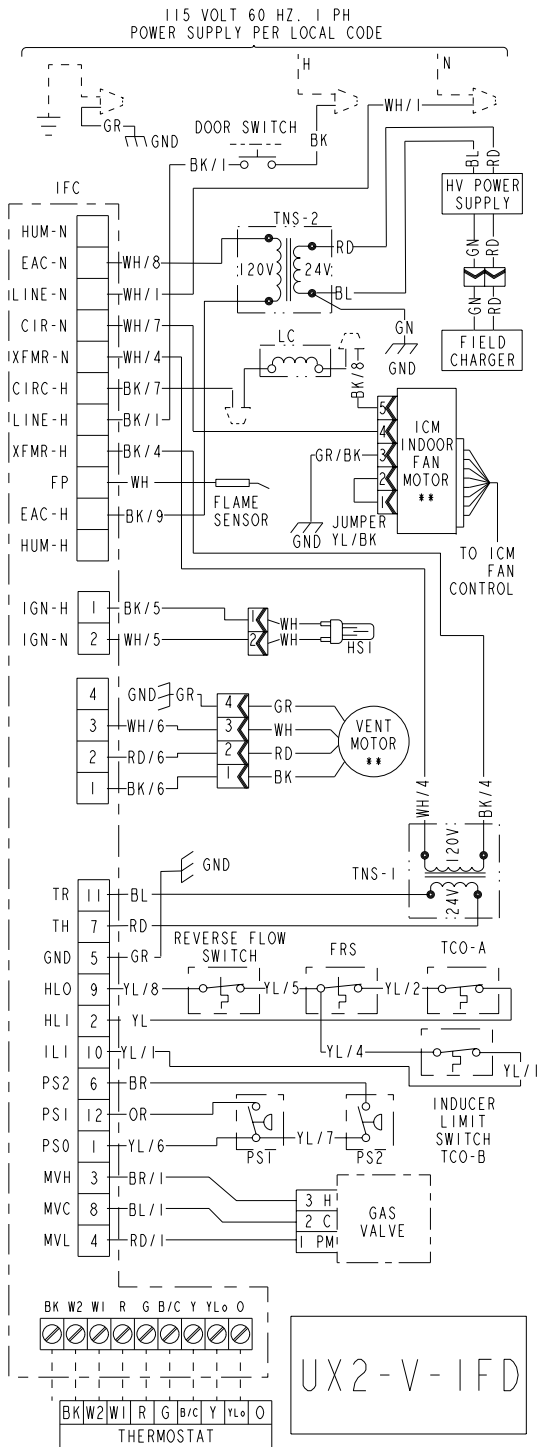 115 VOLT 60 HZ. 1 PH
POWER SUPPLY PER LOCAL CODE
H
N
GR
GND
WH/1
DOOR SWITCH
BK
BK/1
BL
RD
IFC
HV POWER
SUPPLY
HUM-N
TNS-2
RD
EAC-N
WH/8
120V
24V
GN
RD
LINE-N
WH/1
BL
GN
RD
CIR-N
WH/7
GN
LC
GND
FIELD
CHARGER
XFMR-N
WH/4
BK/8
CIRC-H
BK/7
LINE-H
BK/1
5
4
3
2
1
ICM
INDOOR
FAN
MOTOR
**
XFMR-H
BK/4
GR/BK
FP
WH
FLAME
SENSOR
EAC-H
BK/9
GND
JUMPER
YL/BK
HUM-H
TO ICM
FAN
CONTROL
IGN-H
1
BK/5
1
WH
IGN-N
2
WH/5
2
WH
HSI
4
GND
GR
4
GR
3
WH/6
3
WH
VENT
MOTOR
**
2
RD/6
2
RD
1
BK/6
1
BK
WH/4
BK/4
120V
TNS-1
24V
GND
TR
11
BL
TH
7
RD
GND
5
GR
REVERSE FLOW
SWITCH
FRS
TCO-A
HLO
9
YL/8
YL/5
YL/2
HLI
2
YL
ILI
10
YL/1
YL/4
YL/1
PS2
6
BR
INDUCER
LIMIT
SWITCH
TCO-B
PS1
12
OR
PSO
1
YL/6
PS1
YL/7
PS2
MVH
3
BR/1
3 H
GAS
VALVE
MVC
8
BL/1
2 C
MVL
4
RD/1
1 PM
BK W2 W1 R G B/C Y YLo O
BK W2 W1 R G B/C Y YLo O
THERMOSTAT
UX2-V-IFD